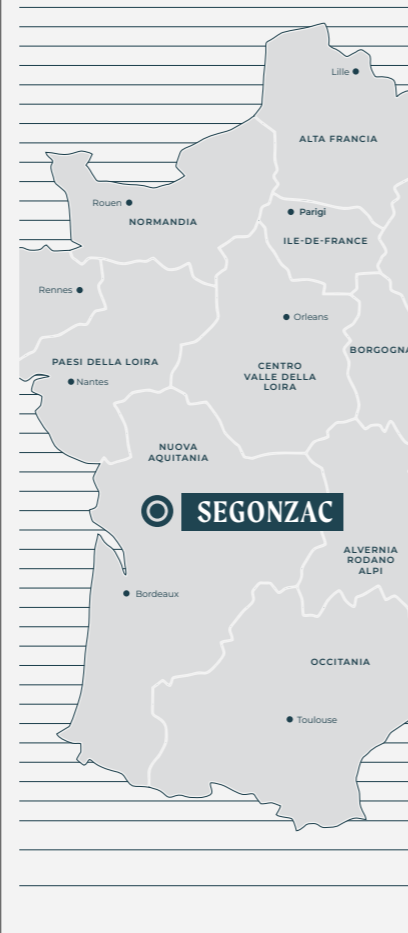 Lille
ALTA FRANCIA
Rouen
NORMANDIA
Parigi
ILE-DE-FRANCE
Rennes
Orleans
PAESI DELLA LOIRA
Nantes
BORGOGNA
CENTRO
VALLE DELLA
LOIRA
NUOVA
AQUITANIA
SEGONZAC
ALVERNIA
RODANO
ALPI
Bordeaux
OCCITANIA
Toulouse